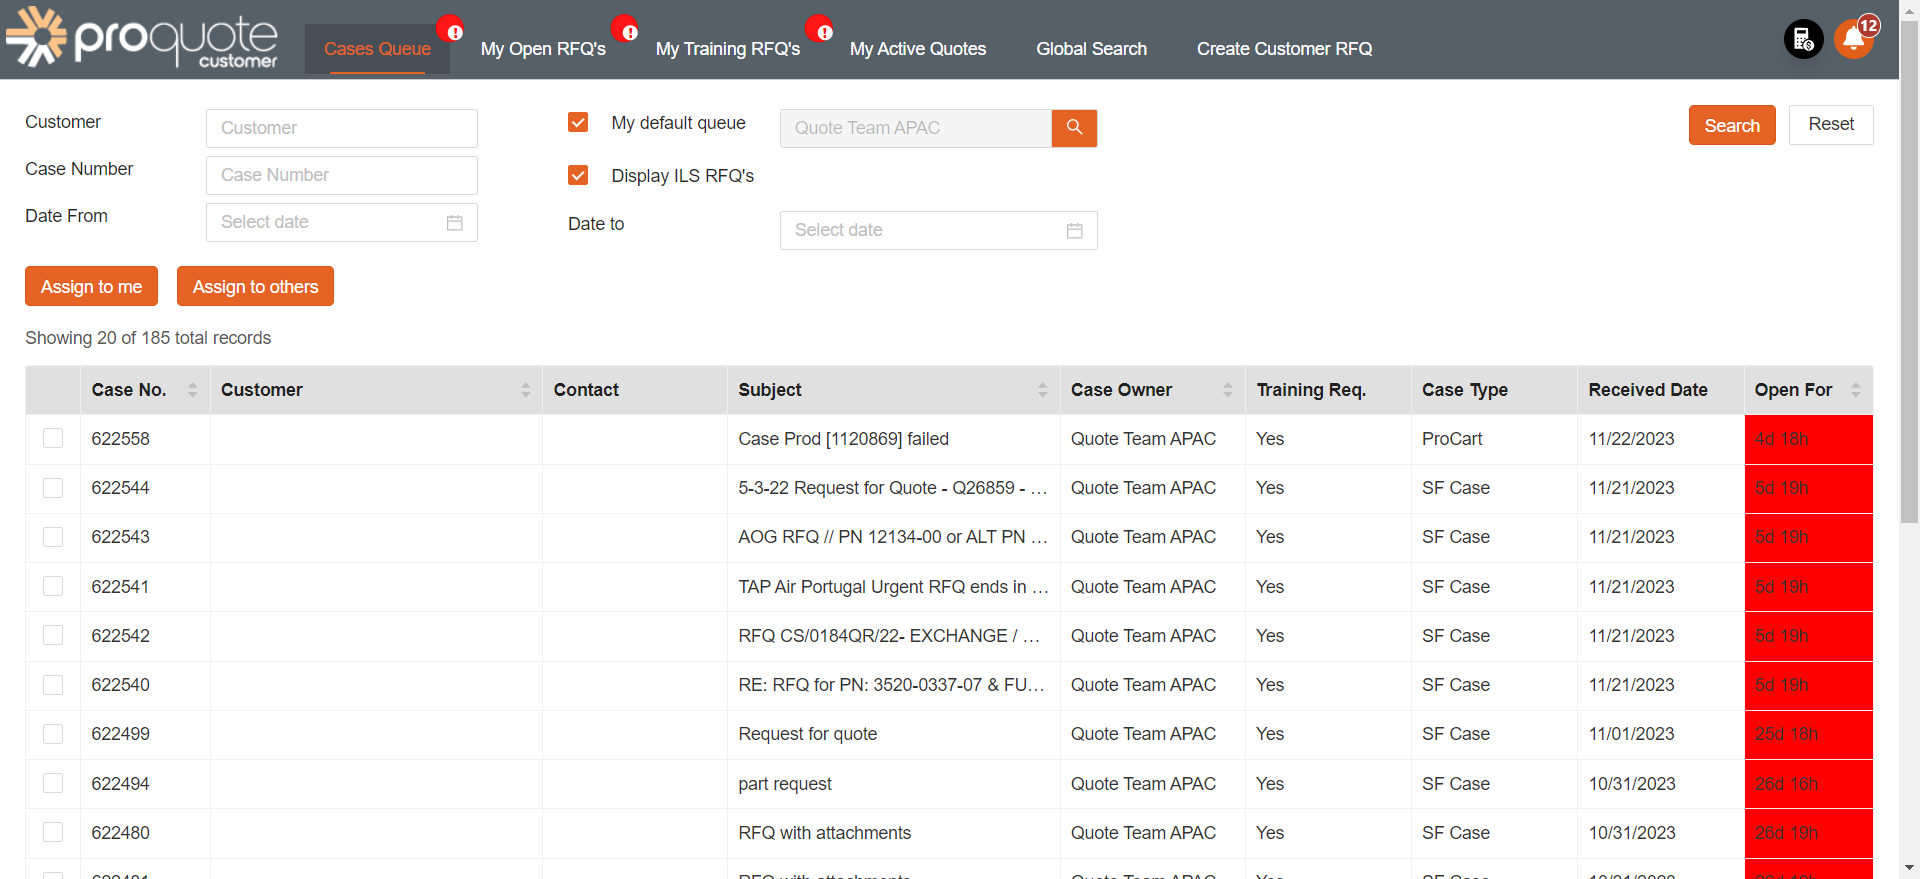 proquote
customer
Cases Queue
My Open RFQ's
My Training RFQ's
My Active Quotes
Global Search
Create Customer RFQ
12
Customer
Customer
My default queue
Quote Team APAC
Search
Reset
Case Number
Case Number
Display ILS RFQ's
Date From
Select date
Date to
Select date
Assign to me
Assign to others
Showing 20 of 185 total records
Case No. Customer Contact Subject Case Owner Training Req. Case Type Received Date Open For
622558 Case Prod [1120869] failed Quote Team APAC Yes ProCart 11/22/2023 4d 18h
622544 5-3-22 Request for Quote - Q26859 - ... Quote Team APAC Yes SF Case 11/21/2023 5d 19h
622543 AOG RFQ // PN 12134-00 or ALT PN ... Quote Team APAC Yes SF Case 11/21/2023 5d 19h
622541 TAP Air Portugal Urgent RFQ ends in ... Quote Team APAC Yes SF Case 11/21/2023 5d 19h
622542 RFQ CS/0184QR/22- EXCHANGE / ... Quote Team APAC Yes SF Case 11/21/2023 5d 19h
622540 RE: RFQ for PN: 3520-0337-07 & FU... Quote Team APAC Yes SF Case 11/21/2023 5d 19h
622499 Request for quote Quote Team APAC Yes SF Case 11/01/2023 25d 18h
622494 part request Quote Team APAC Yes SF Case 10/31/2023 26d 16h
622480 RFQ with attachments Quote Team APAC Yes SF Case 10/31/2023 26d 19h
RFQ with attachments Quote Team APAC Yes SF Case